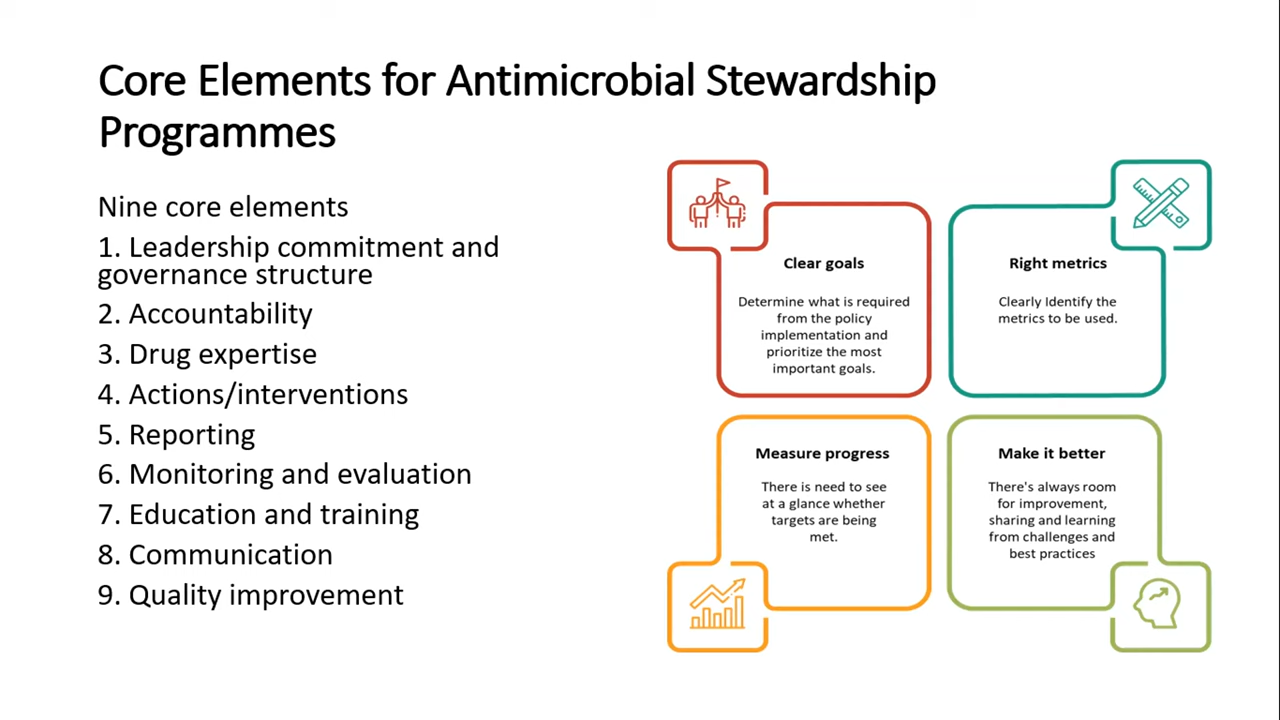 Core Elements for Antimicrobial Stewardship
Programmes
Nine core elements
1. Leadership commitment and
governance structure
2. Accountability
3. Drug expertise
4. Actions/interventions
5. Reporting
6. Monitoring and evaluation
7. Education and training
8. Communication
9. Quality improvement
Clear goals
Determine what is required
from the policy
implementation and
prioritize the most
important goals.
Right metrics
Clearly Identify the
metrics to be used.
Measure progress
There is need to see
at a glance whether
targets are being
met.
Make it better
There's always room
for improvement,
sharing and learning
from challenges and
best practices